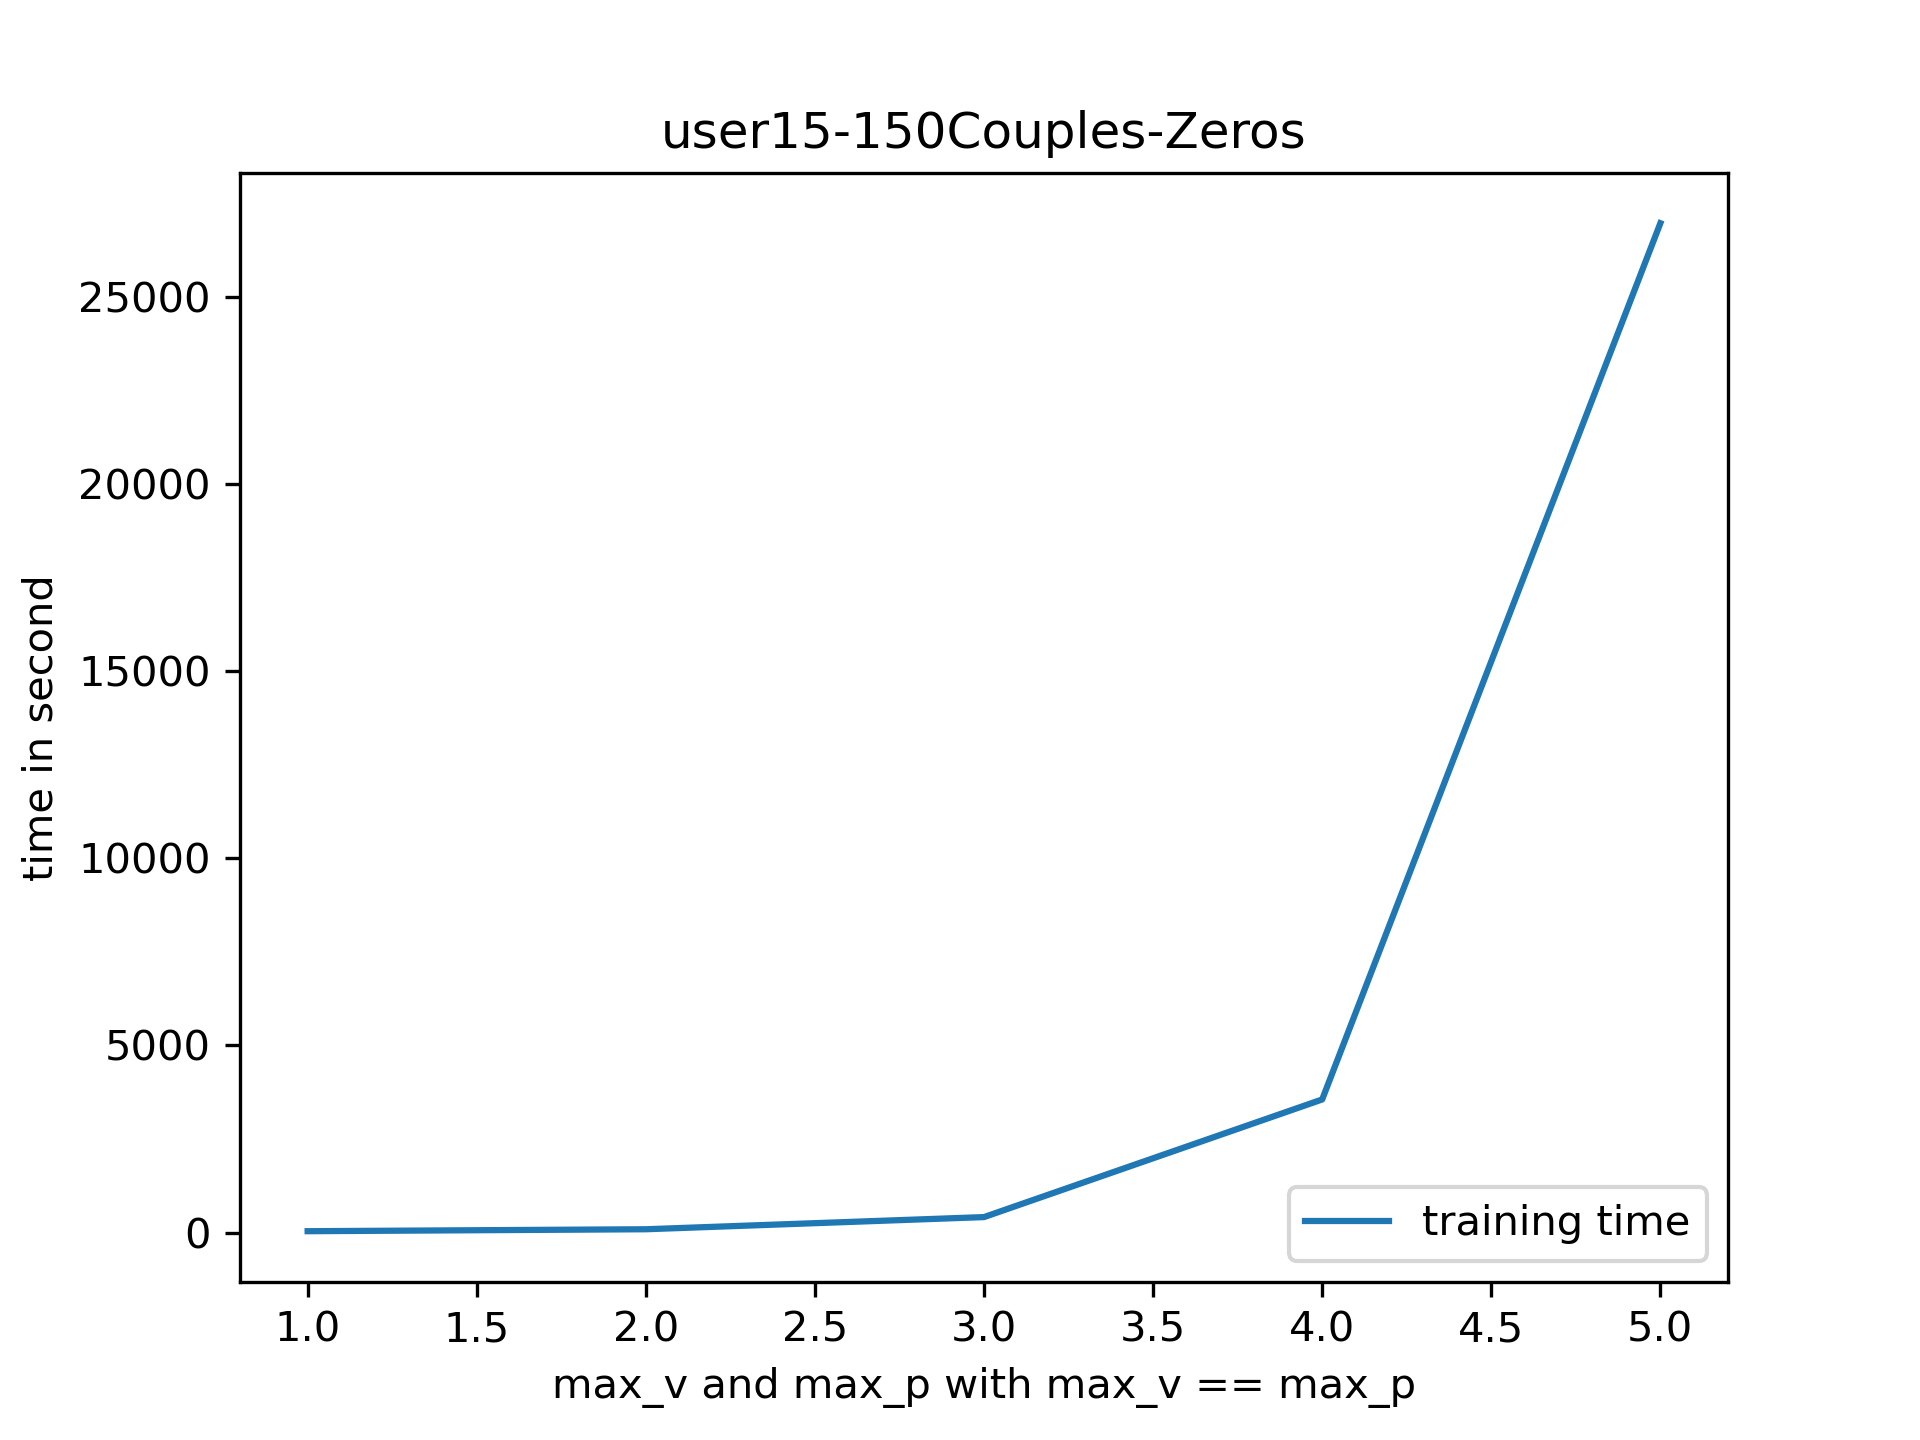 user15-150Couples-Zeros
25000
20000
15000
10000
5000
0
time in second
training time
1.0 1.5 2.0 2.5 3.0 3.5 4.0 4.5 5.0
max_v and max_p with max_v == max_p